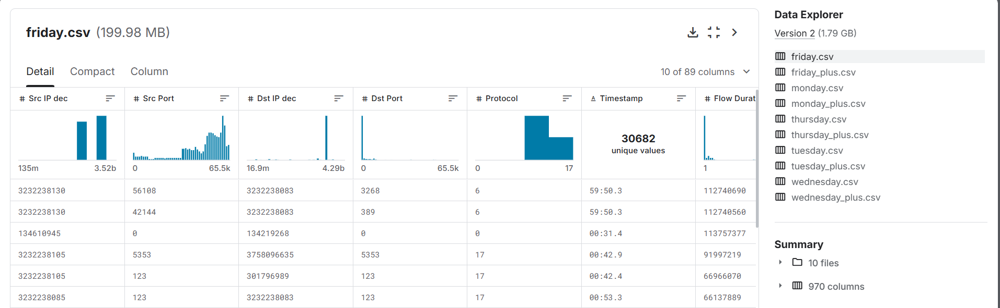 friday.csv (199.98 MB)
Detail Compact Column
10 of 89 columns
# Src IP dec # Src Port # Dst IP dec # Dst Port # Protocol A Timestamp # Flow Durat
30682
unique values
135m 3.52b 0 65.5k 16.9m 4.29b 0 65.5k 0 17 1
3232238130 56108 3232238083 3268 6 59:50.3 112740690
3232238130 42144 3232238083 389 6 59:50.3 112740560
134610945 0 134219268 0 0 00:31.4 113757377
3232238105 5353 3758096635 5353 17 00:42.9 91997219
3232238105 123 301796989 123 17 00:42.4 66966070
3232238085 123 3232238083 123 17 00:53.3 66137889
Data Explorer
Version 2 (1.79 GB)
friday.csv
friday_plus.csv
monday.csv
monday_plus.csv
thursday.csv
thursday_plus.csv
tuesday.csv
tuesday_plus.csv
wednesday.csv
wednesday_plus.csv
Summary
10 files
970 columns